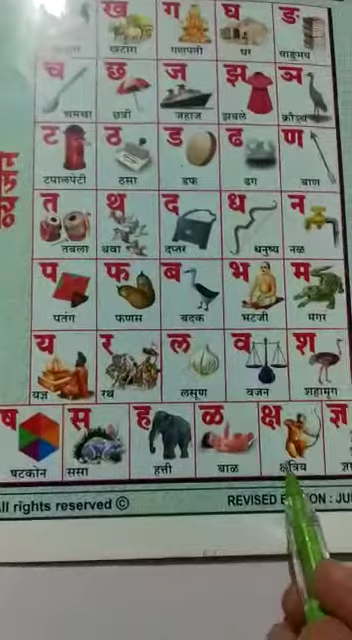 ख ग घ ङ
खटारा गणपती घर वाङ्मय
च छ ज झ ञ
चमचा छत्री जहाज झबले क्रौञ्च
ट ठ ड ढ ण
टपालपेटी ठसा डफ ढग बाण
व्यंजन
त थ द ध न
तबला थवा दप्तर धनुष्य नळ
प फ ब भ म
पतंग फणस बदक भटजी मगर
य र ल व श
यज्ञ रथ लसूण वजन शहामृग
ष स ह ळ क्ष ज्ञ
षटकोन ससा हत्ती बाळ क्षत्रिय
All rights reserved ©
REVISED